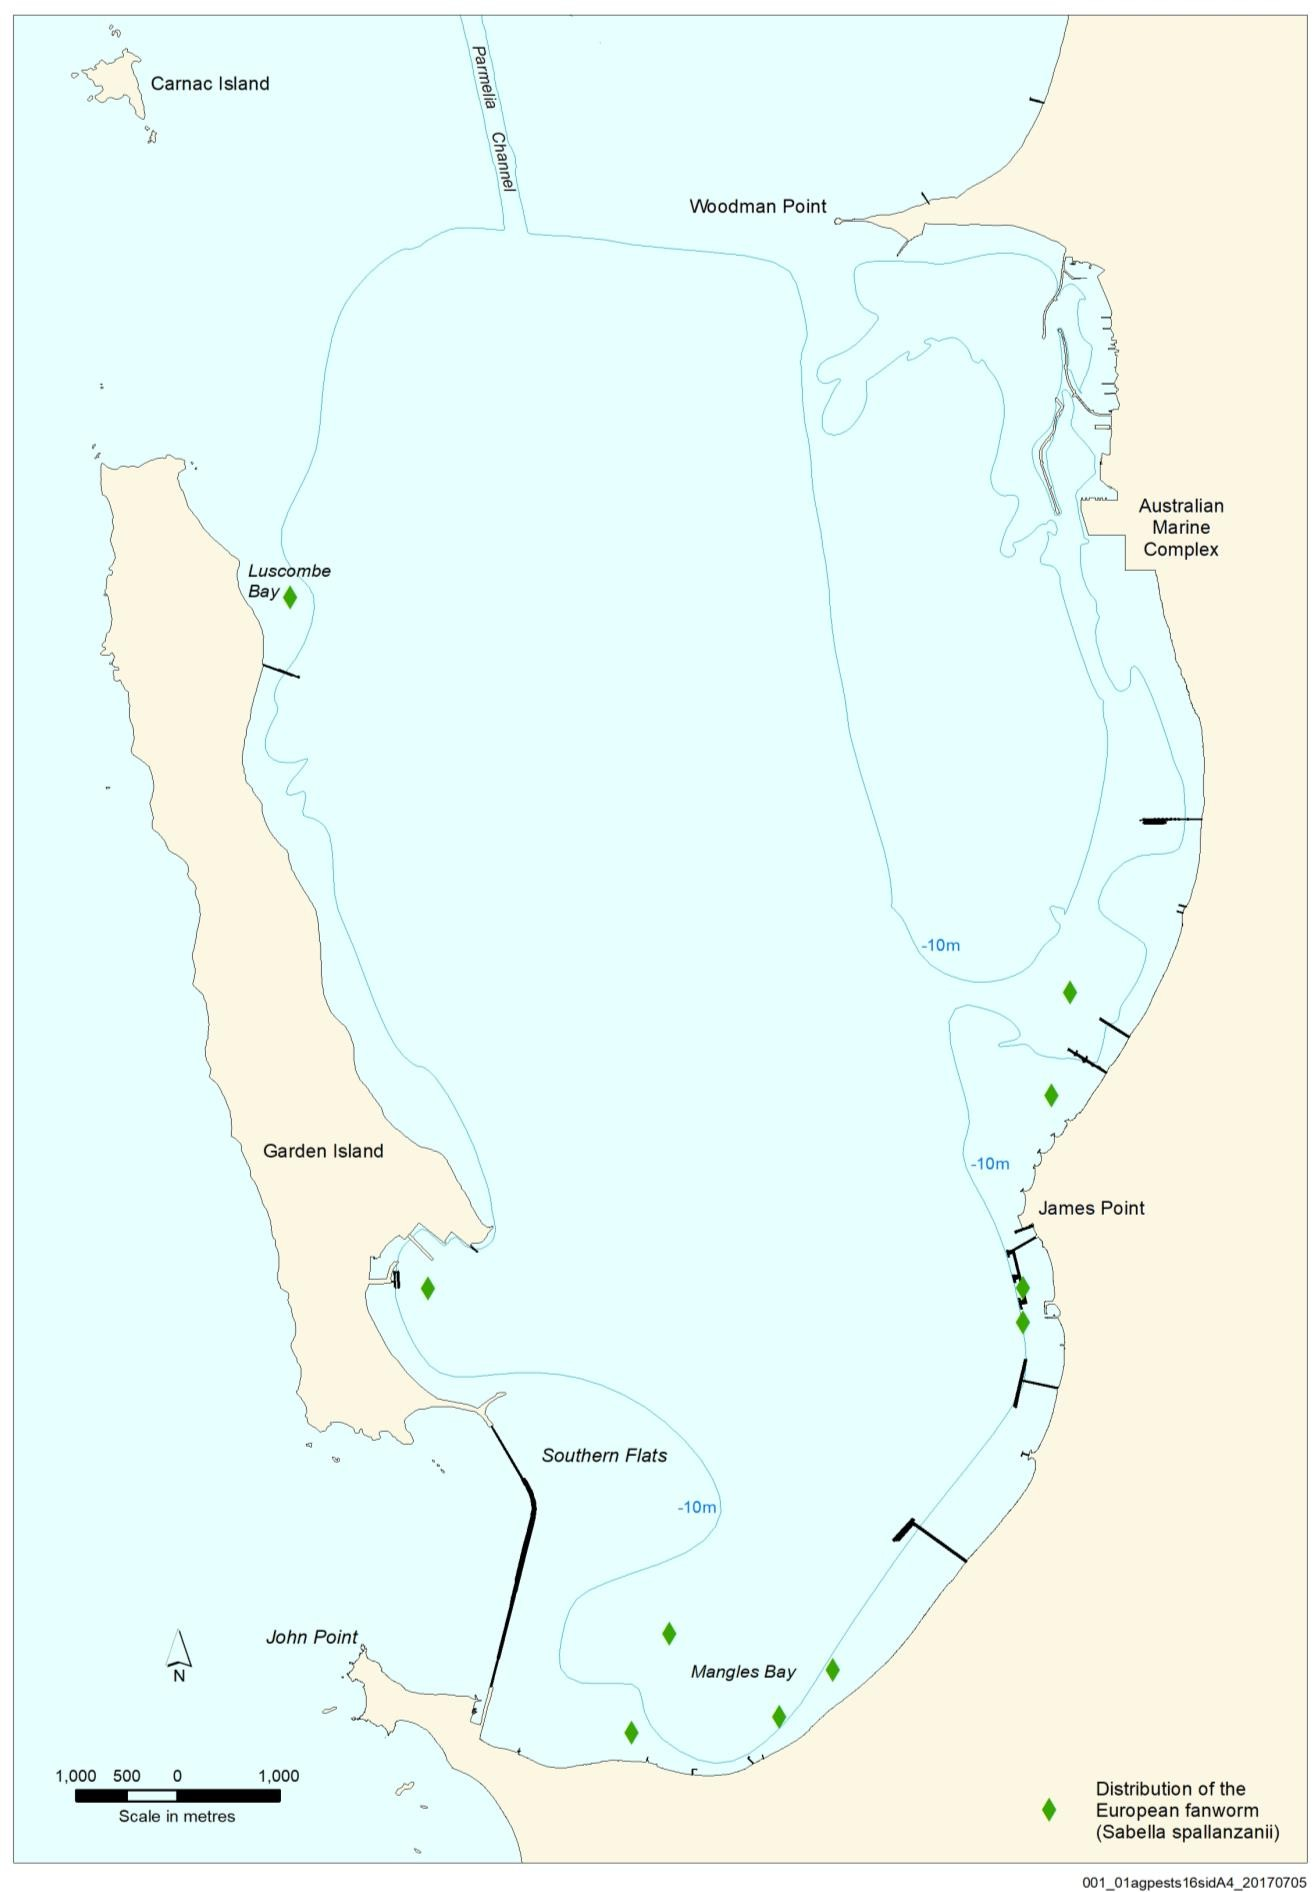 Parmelia Channel
Carnac Island
Woodman Point
Australian
Marine
Complex
Luscombe
Bay
-10m
Garden Island
-10m
James Point
Southern Flats
-10m
John Point
N
Mangles Bay
1,000 500 0 1,000
Scale in metres
Distribution of the
European fanworm
(Sabella spallanzanii)
001_01agpests16sidA4_20170705